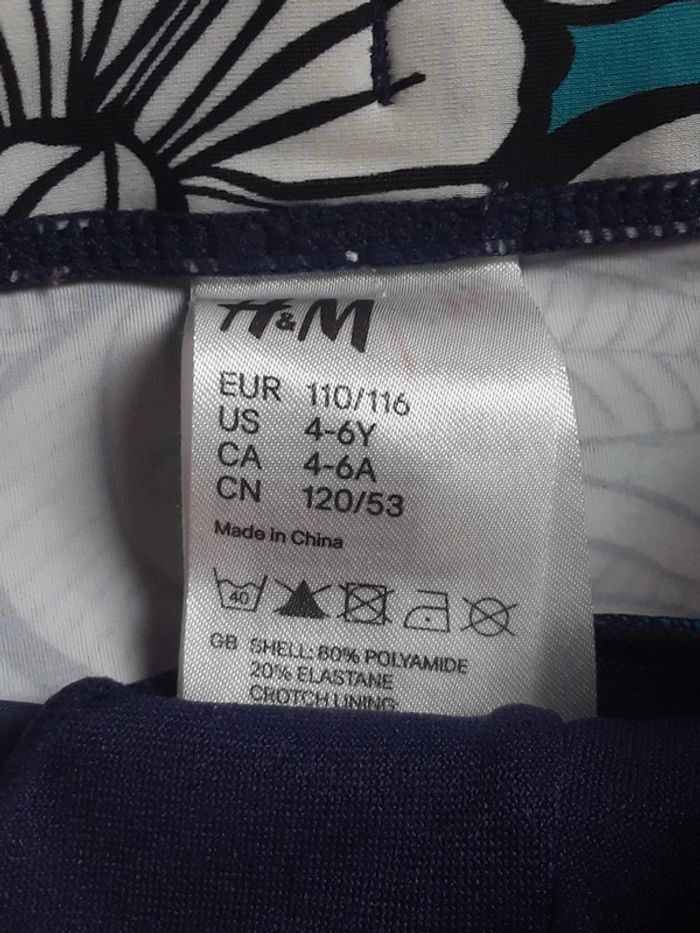 H&M
EUR 110/116
US 4-6Y
CA 4-6A
CN 120/53
Made in China
40
GB SHELL: 80% POLYAMIDE
20% ELASTANE
CROTCH LINING: